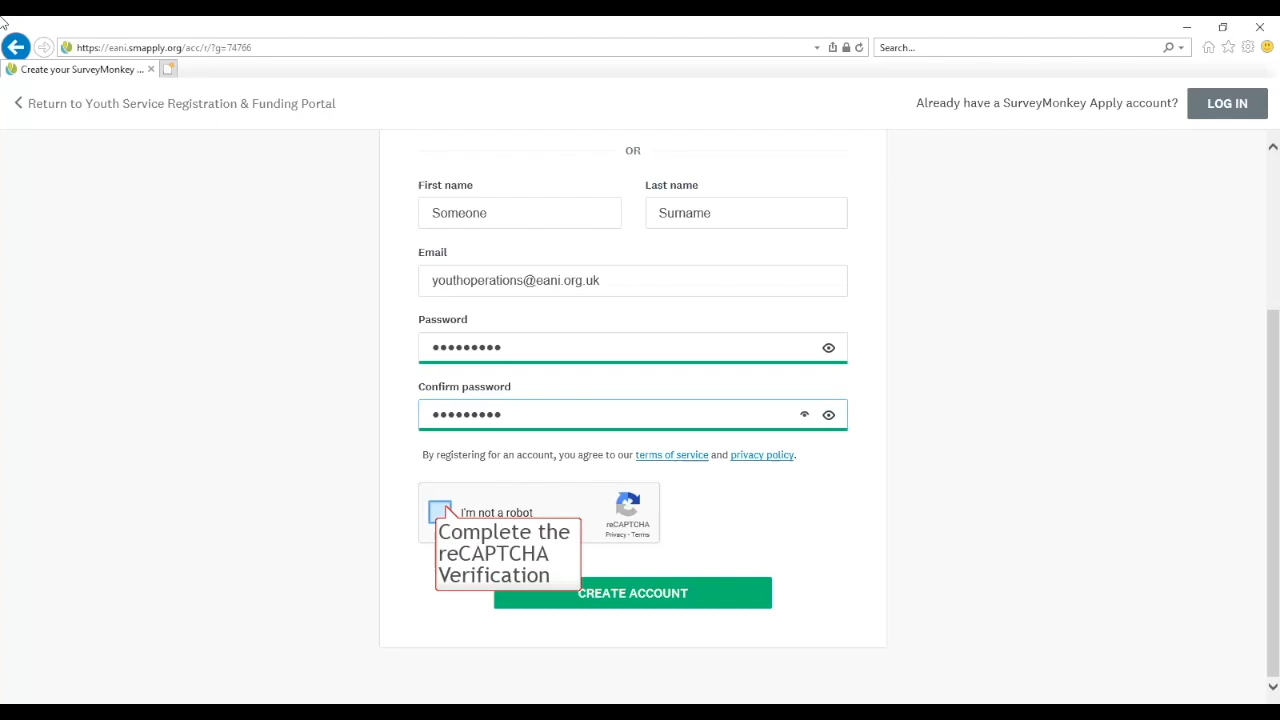 https://eani.smapply.org/acc/r/?g=74766
Search...
Create your SurveyMonkey ...
Return to Youth Service Registration & Funding Portal
Already have a SurveyMonkey Apply account?
LOG IN
OR
First name
Last name
Someone
Surname
Email
youthoperations@eani.org.uk
Password
Confirm password
By registering for an account, you agree to our terms of service and privacy policy.
I'm not a robot
reCAPTCHA
Privacy - Terms
Complete the
reCAPTCHA
Verification
CREATE ACCOUNT